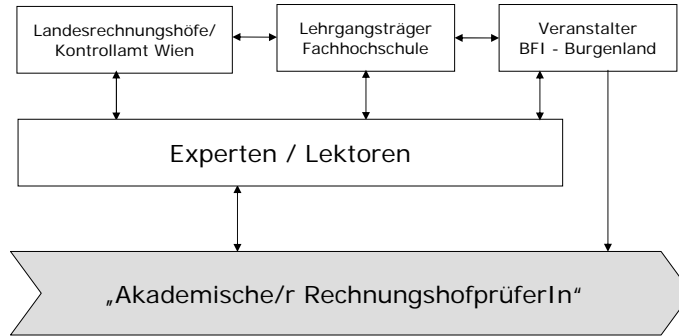 Landesrechnungshöfe/
Kontrollamt Wien
Lehrgangsträger
Fachhochschule
Veranstalter
BFI - Burgenland
Experten / Lektoren
„Akademische/r RechnungshofprüferIn“